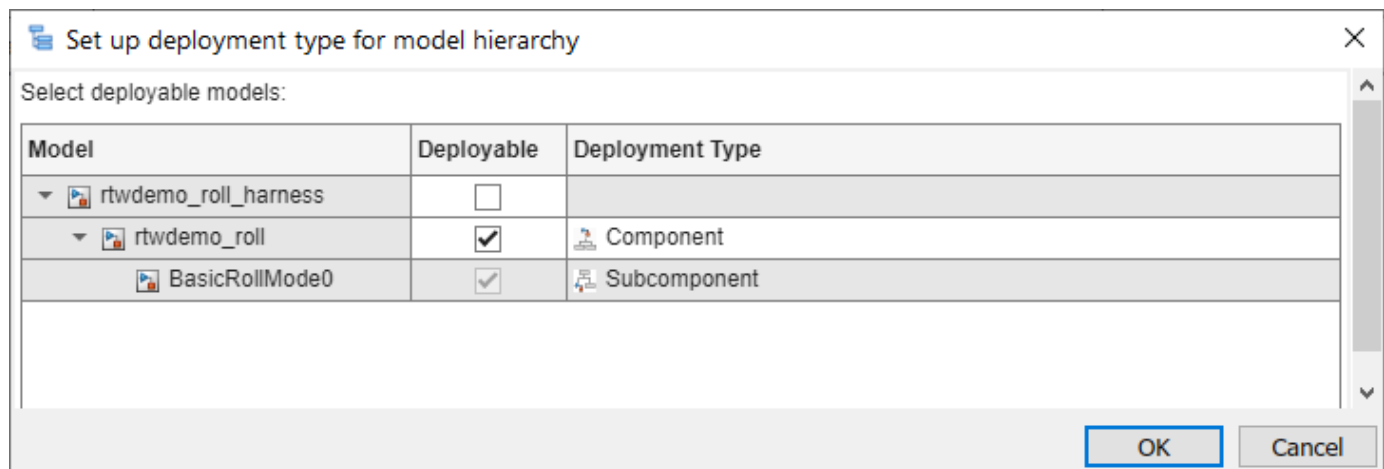 Set up deployment type for model hierarchy
Select deployable models:
Model Deployable Deployment Type
rtwdemo_roll_harness
rtwdemo_roll Component
BasicRollMode0 Subcomponent
OK Cancel